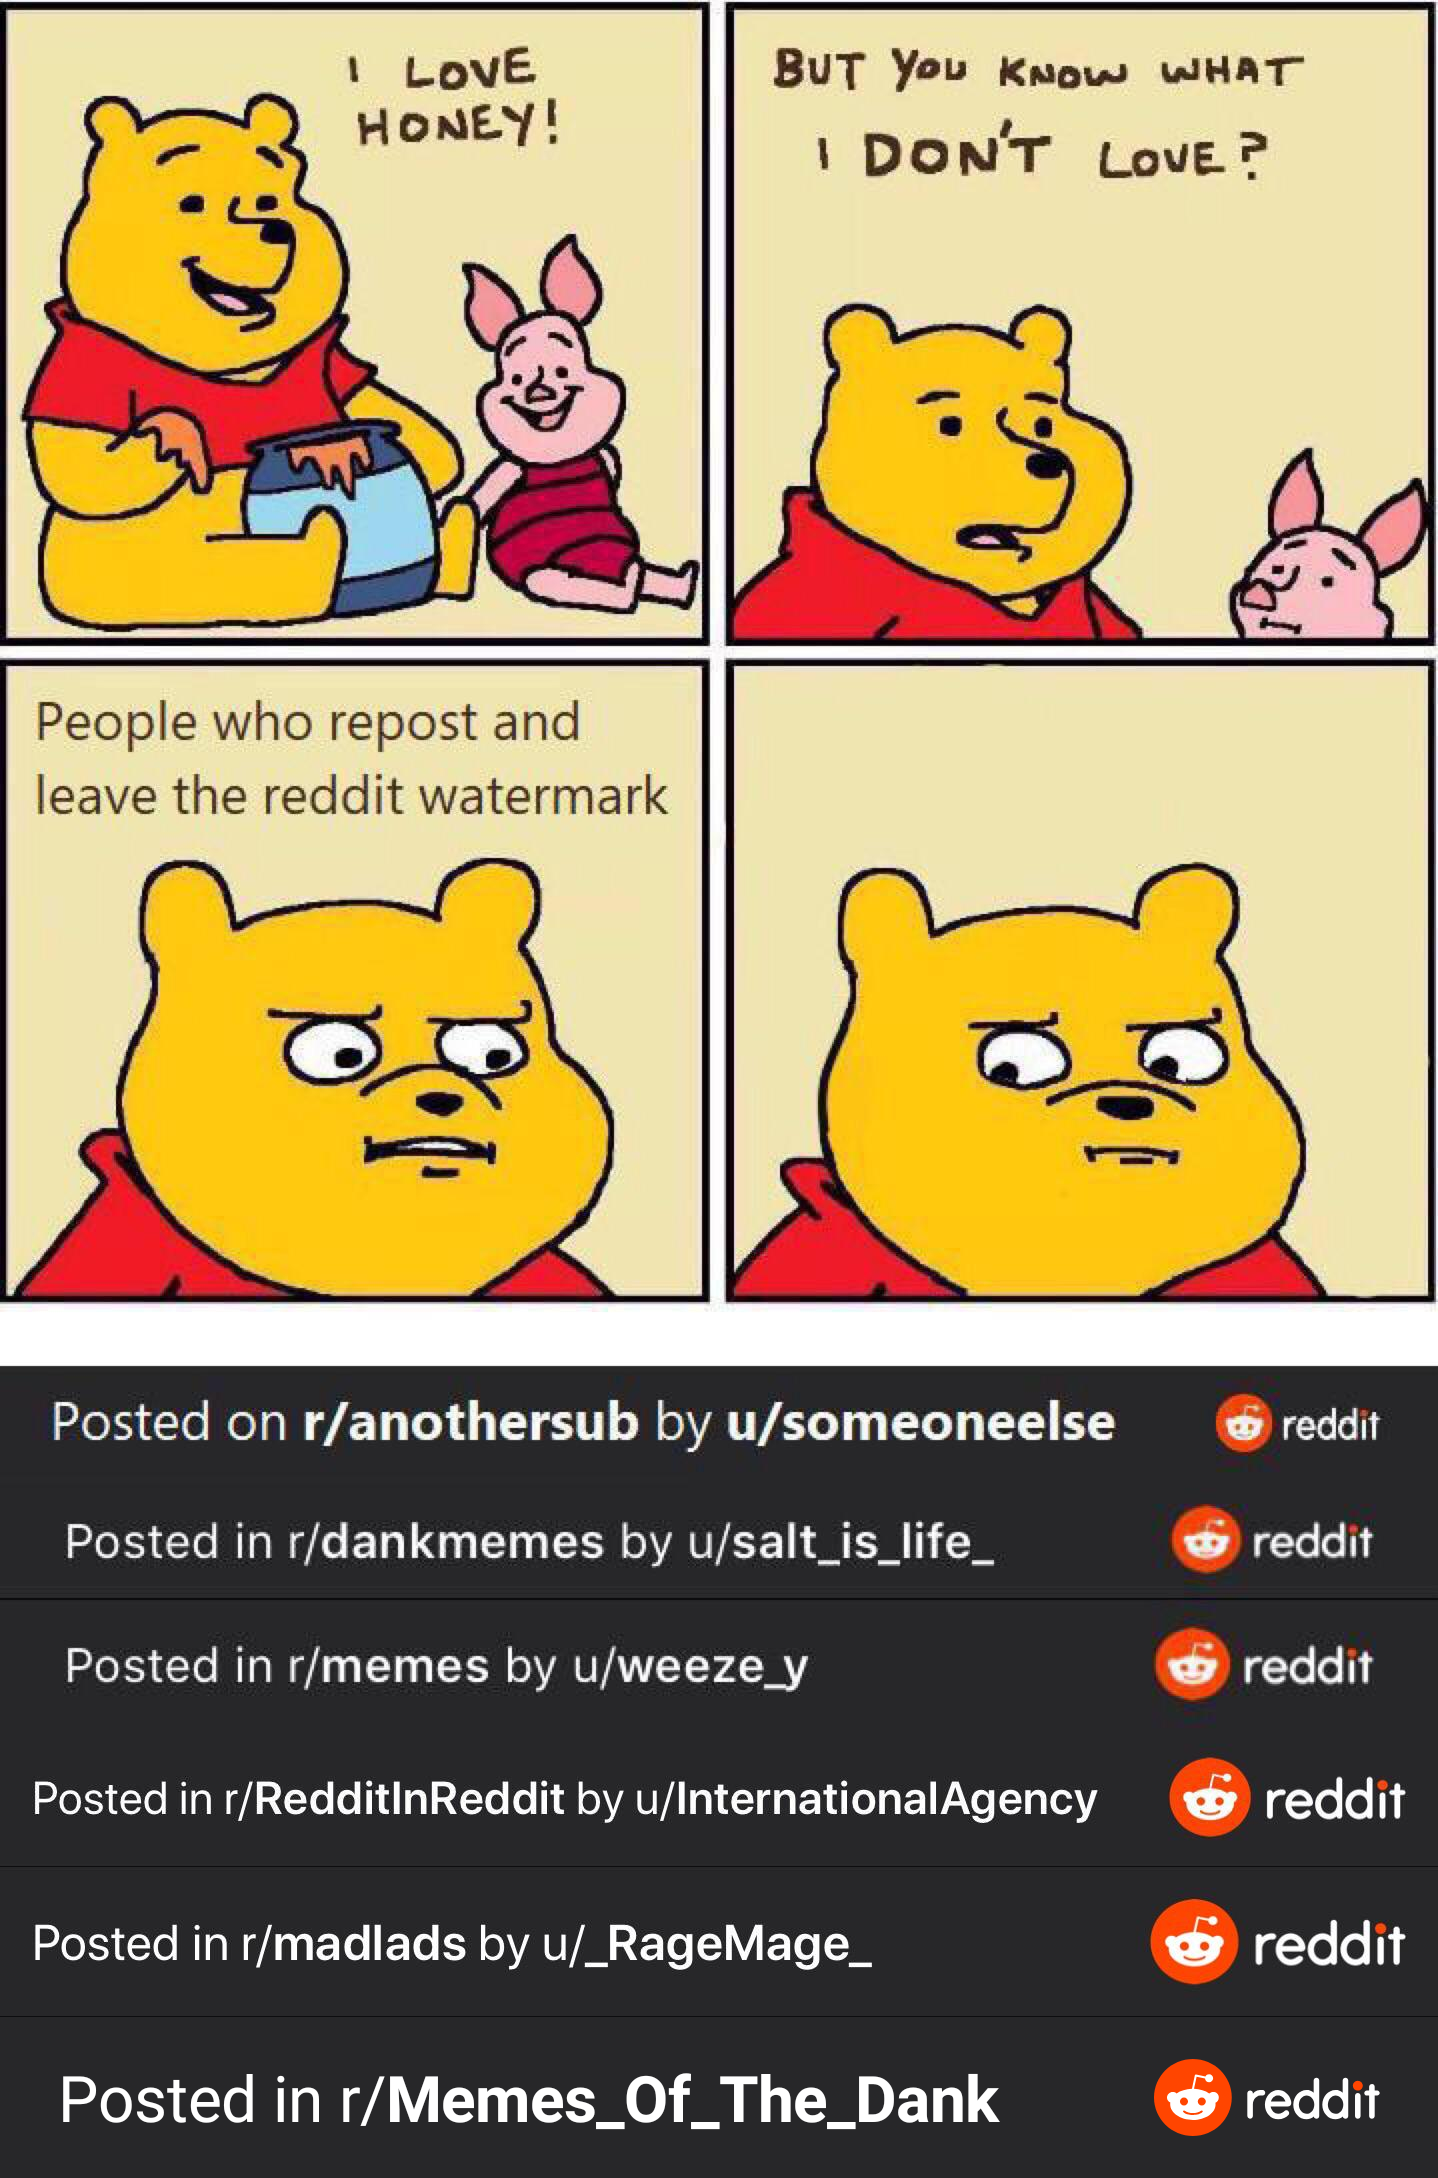 I LOVE
HONEY!
BUT YOU KNOW WHAT
I DON'T LOVE?
People who repost and
leave the reddit watermark
Posted on r/anothersub by u/someoneelse reddit
Posted in r/dankmemes by u/salt_is_life_ reddit
Posted in r/memes by u/weeze_y reddit
Posted in r/RedditInReddit by u/InternationalAgency reddit
Posted in r/madlads by u/_RageMage_ reddit
Posted in r/Memes_Of_The_Dank reddit